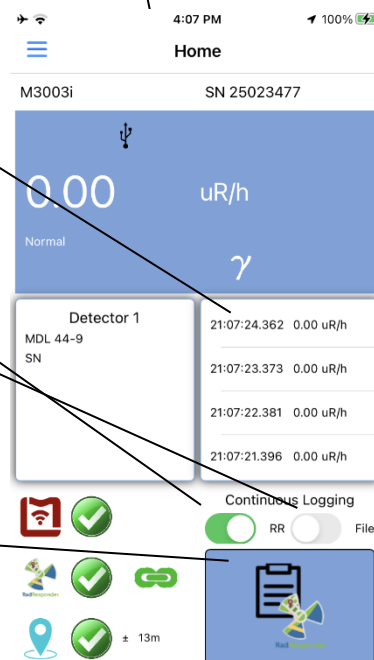 4:07 PM
100%
Home
M3003i SN 25023477
0.00 uR/h
Normal
γ
Detector 1
MDL 44-9
SN
21:07:24.362 0.00 uR/h
21:07:23.373 0.00 uR/h
21:07:22.381 0.00 uR/h
21:07:21.396 0.00 uR/h
Continuous Logging
RR File
RadResponder
± 13m
RadResponder